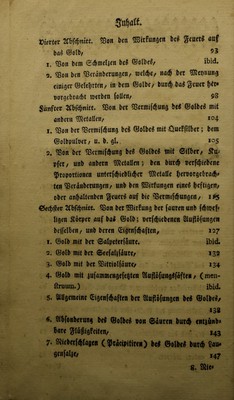 Inhalt.
Vierter Abschnitt. Von den Wirkungen des Feuers auf
das Gold, 93
1. Von dem Schmelzen des Goldes, ibid.
2. Von den Veränderungen, welche, nach der Meynung
einiger Gelehrten, in dem Golde, durch das Feuer her-
vorgebracht werden sollen, 98
Fünfter Abschnitt. Von der Vermischung des Goldes mit
andern Metallen, 104
1. Von der Vermischung des Goldes mit Quecksilber; dem
Goldpulver, u. d. gl. 105
2. Von der Vermischung des Goldes mit Silber, Ku-
pfer, und andern Metallen; den durch verschiedene
Proportionen unterschiedlicher Metalle hervorgebrach-
ten Veränderungen, und den Wirkungen eines heftigen,
oder anhaltenden Feuers auf die Vermischungen, 113
Sechster Abschnitt. Von der Wirkung der sauren und schwef-
ligen Körper auf das Gold; verschiedenen Auflösungen
desselben, und deren Eigenschaften, 127
1. Gold mit der Salpetersäure. ibid.
2. Gold mit der Seesalzsäure, 132
3. Gold mit der Vitriolsäure, 134
4. Gold mit zusammengesetzten Auflösungssäften, (men-
struum.) ibid.
5. Allgemeine Eigenschaften der Auflösungen des Goldes,
138
6. Absonderung des Goldes von Säuren durch entzünd-
bare Flüßigkeiten, 143
7. Niederschlagen (Präcipitiren) des Goldes durch Lau-
gensalze, 147
8. Nie-